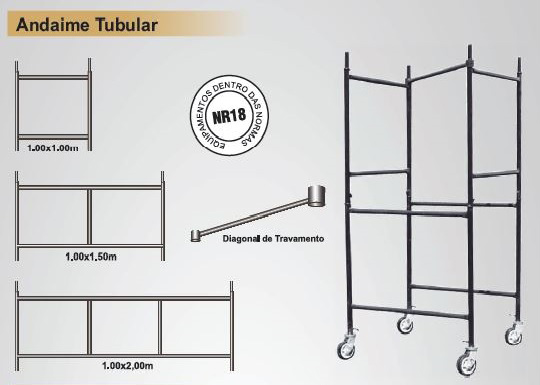 Andaime Tubular
1.00x1.00m
EQUIPAMENTOS DENTRO DAS NORMAS
NR18
1.00x1.50m
Diagonal de Travamento
1.00x2,00m